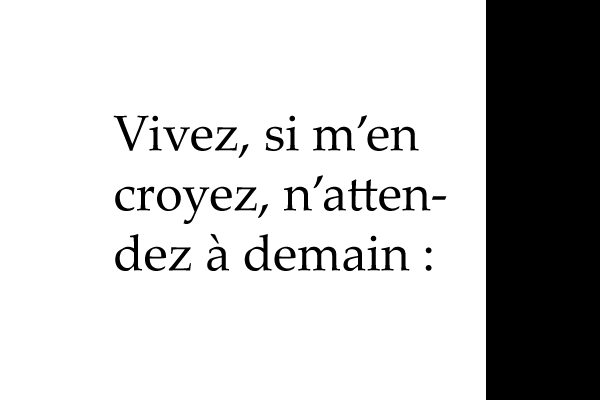 Vivez, si m’en
croyez, n’atten-
dez à demain :